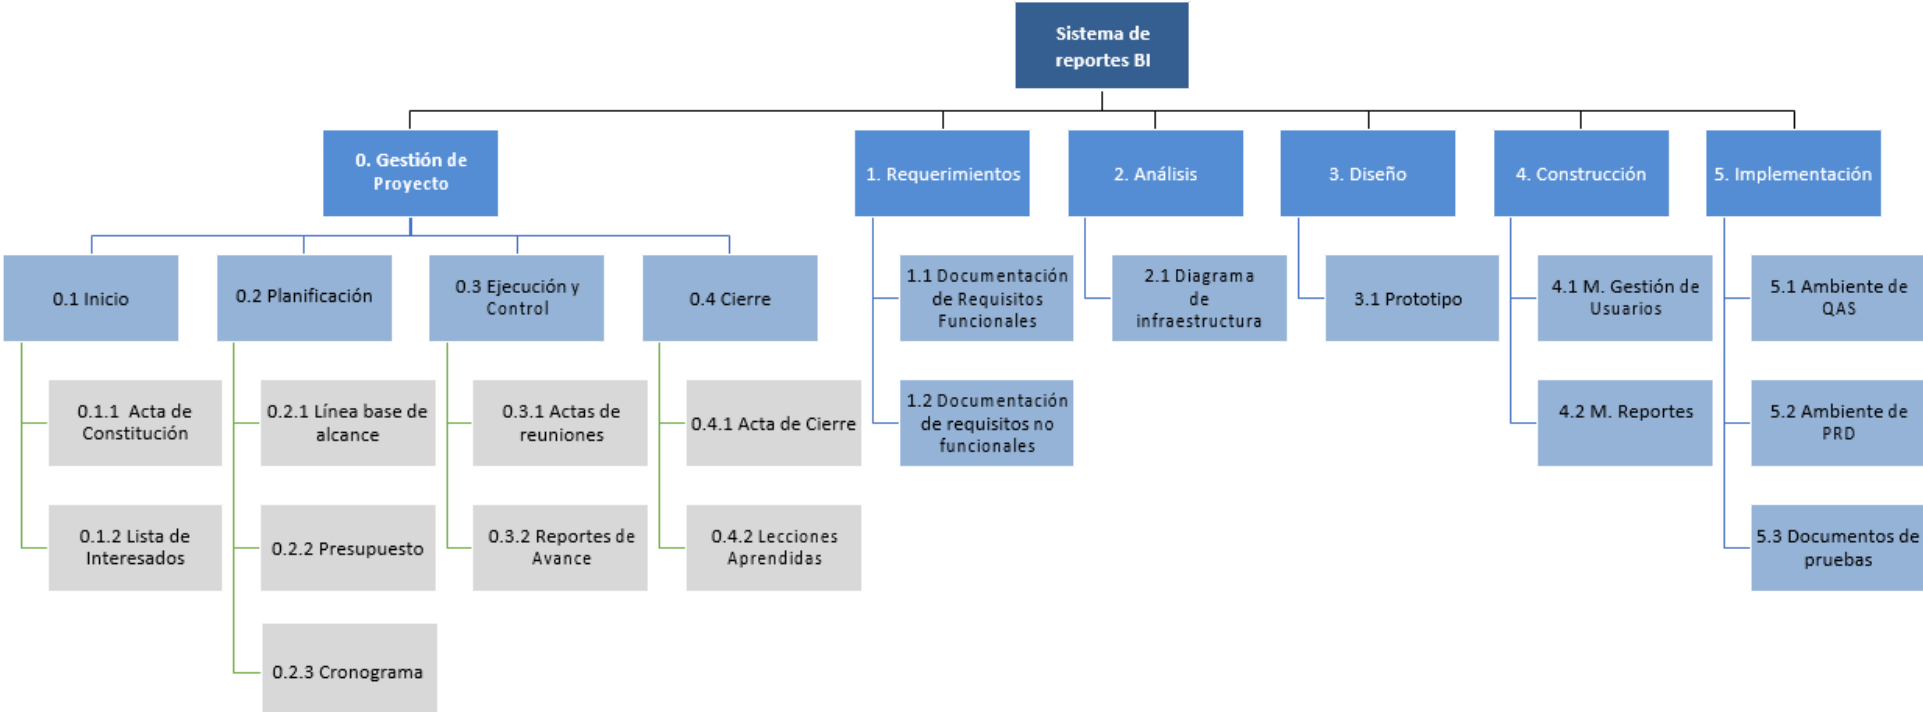 Sistema de
reportes BI
0. Gestión de
Proyecto
1. Requerimientos
2. Análisis
3. Diseño
4. Construcción
5. Implementación
0.1 Inicio
0.2 Planificación
0.3 Ejecución y
Control
0.4 Cierre
1.1 Documentación
de Requisitos
Funcionales
2.1 Diagrama
de
infraestructura
3.1 Prototipo
4.1 M. Gestión de
Usuarios
5.1 Ambiente de
QAS
0.1.1 Acta de
Constitución
0.2.1 Línea base de
alcance
0.3.1 Actas de
reuniones
0.4.1 Acta de Cierre
1.2 Documentación
de requisitos no
funcionales
4.2 M. Reportes
5.2 Ambiente de
PRD
0.1.2 Lista de
Interesados
0.2.2 Presupuesto
0.3.2 Reportes de
Avance
0.4.2 Lecciones
Aprendidas
5.3 Documentos de
pruebas
0.2.3 Cronograma